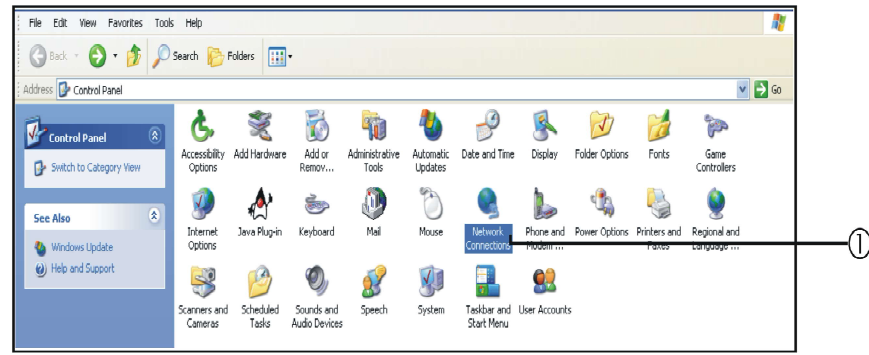 File Edit View Favorites Tools Help
Back Search Folders
Address Control Panel Go
Control Panel
Switch to Category View
See Also
Windows Update
Help and Support
Accessibility Options
Add Hardware
Add or Remov...
Administrative Tools
Automatic Updates
Date and Time
Display
Folder Options
Fonts
Game Controllers
Internet Options
Java Plug-in
Keyboard
Mail
Mouse
Network Connections
Phone and Modem ...
Power Options
Printers and Faxes
Regional and Language ...
①
Scanners and Cameras
Scheduled Tasks
Sounds and Audio Devices
Speech
System
Taskbar and Start Menu
User Accounts